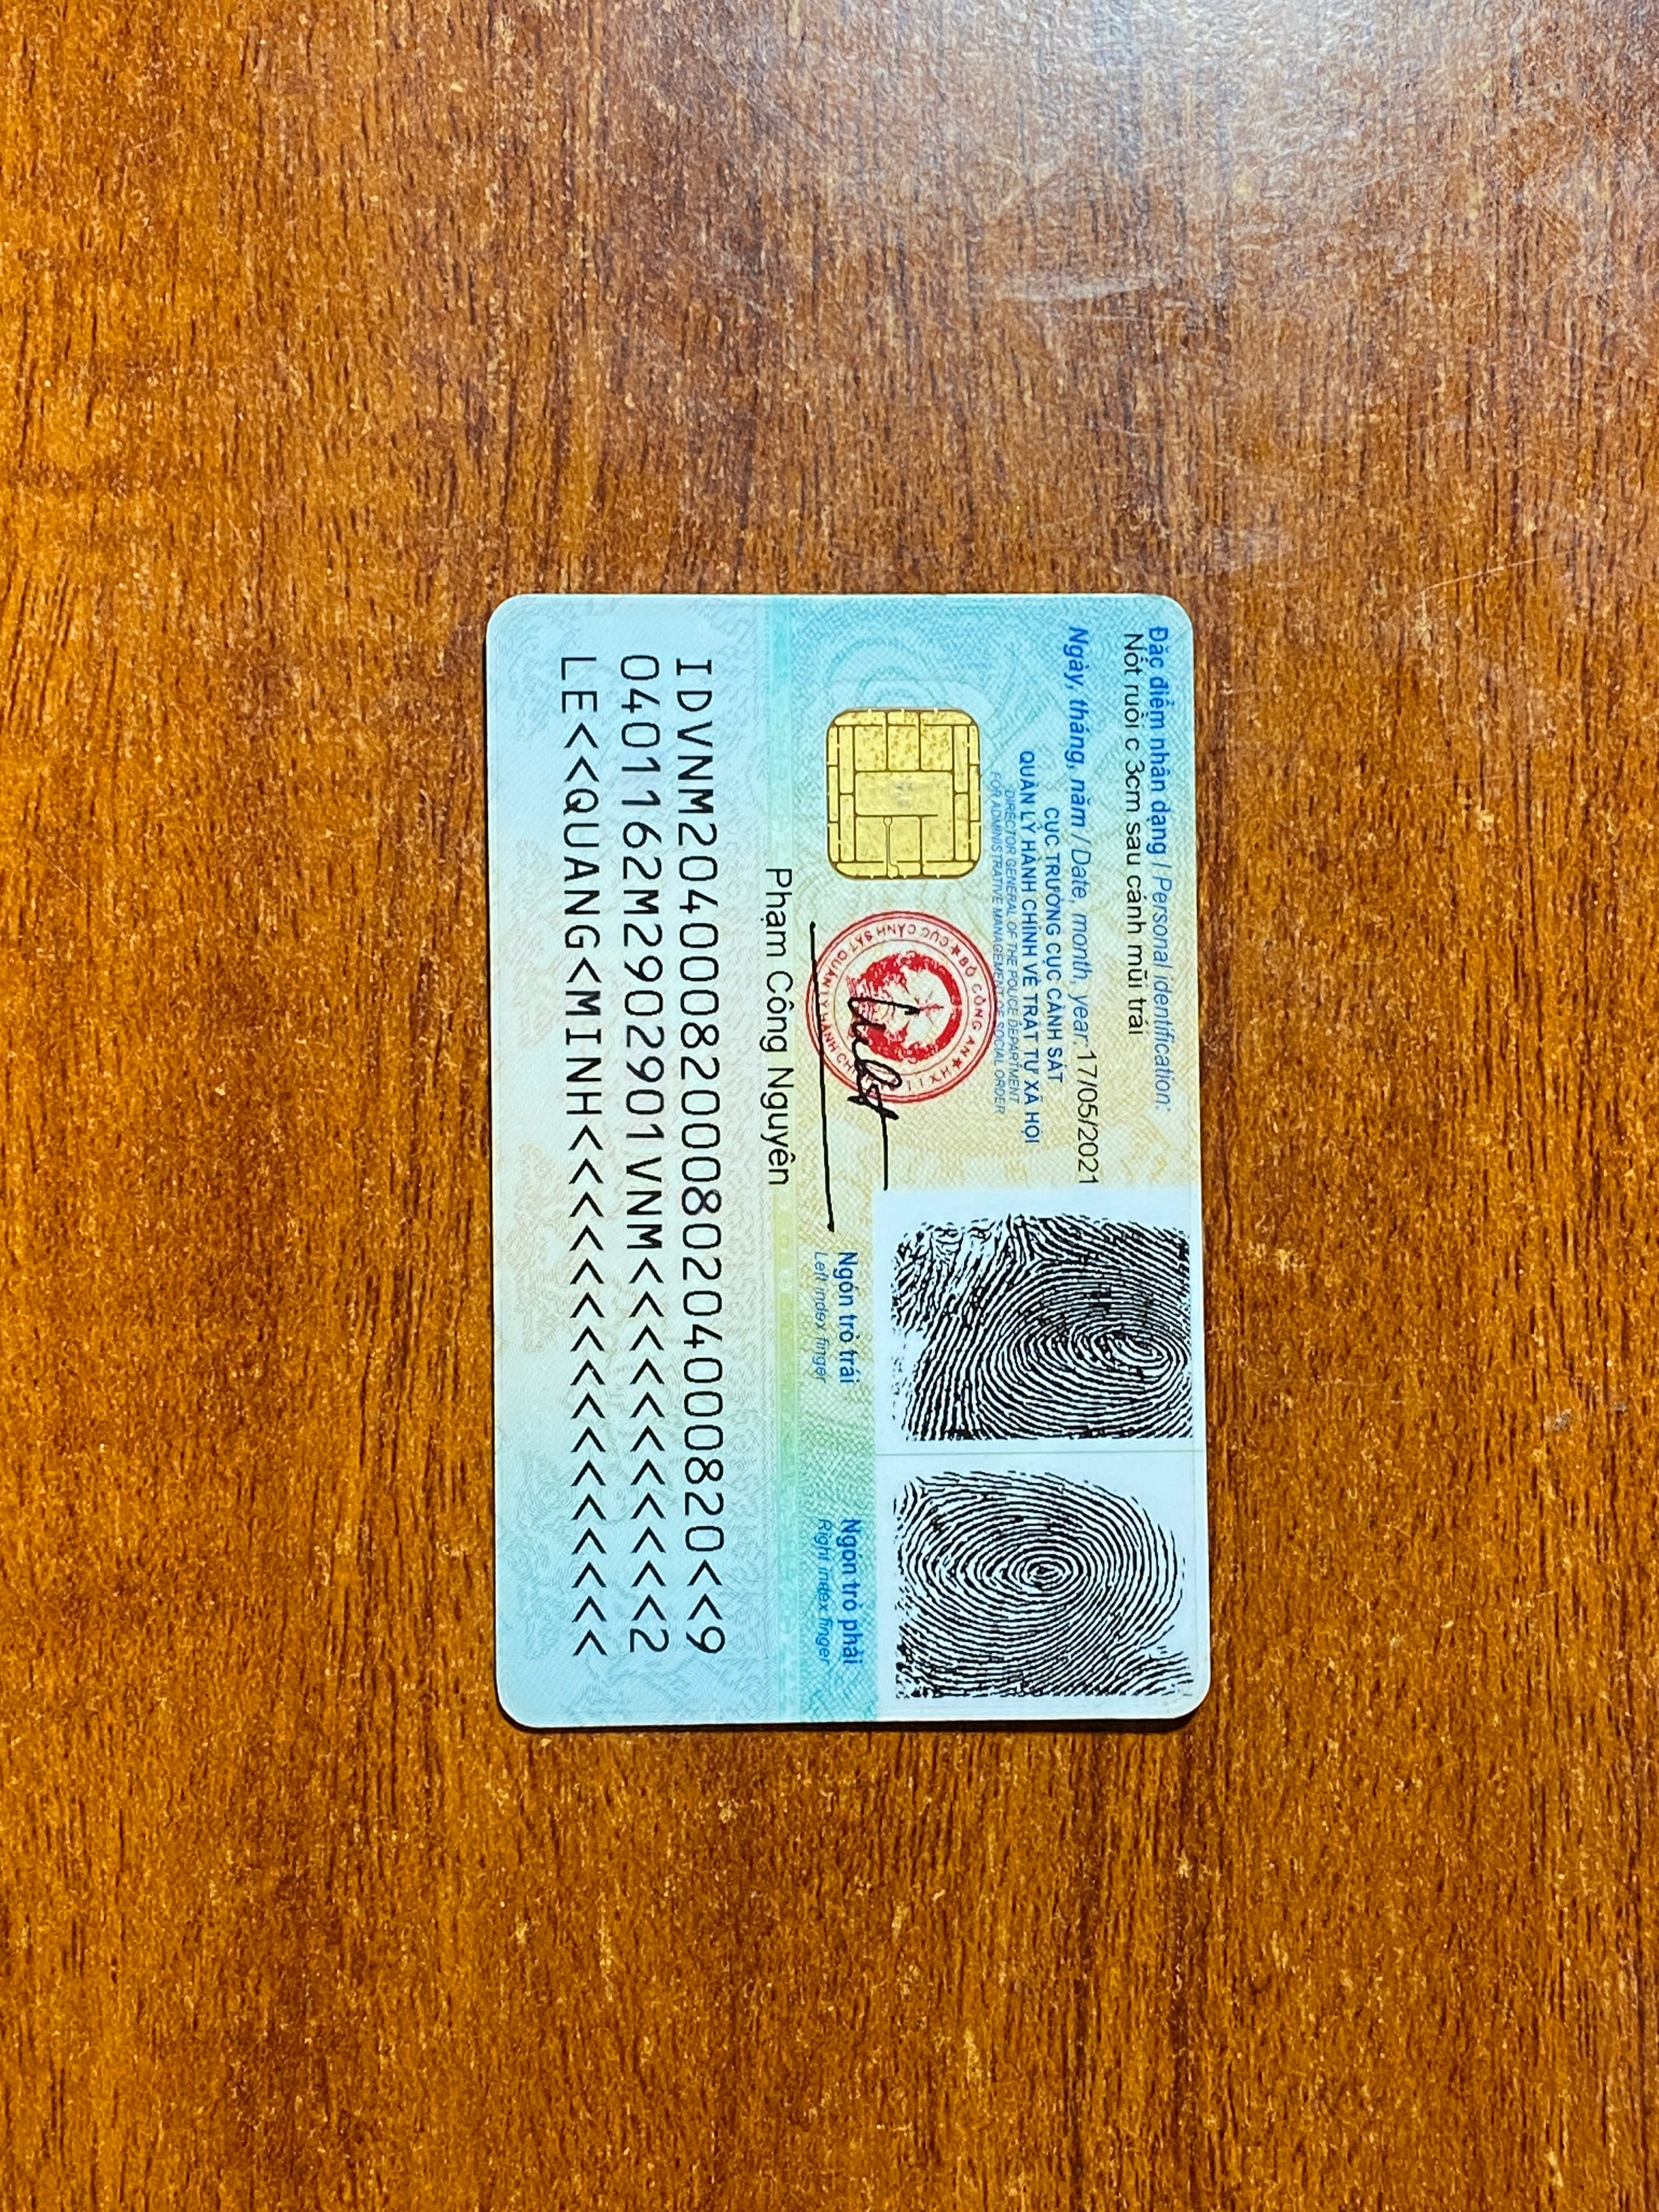 Đặc điểm nhân dạng / Personal identification:
Nốt ruồi c 3cm sau cánh mũi trái
Ngày, tháng, năm / Date, month, year: 17/05/2021
CỤC TRƯỞNG CỤC CẢNH SÁT
QUẢN LÝ HÀNH CHÍNH VỀ TRẬT TỰ XÃ HỘI
DIRECTOR GENERAL OF THE POLICE DEPARTMENT
FOR ADMINISTRATIVE MANAGEMENT OF SOCIAL ORDER
BỘ CÔNG AN
CỤC CẢNH SÁT QUẢN LÝ HÀNH CH
Ngón trỏ trái
Left index finger
Ngón trỏ phải
Right index finger
Phạm Công Nguyên
IDVNM2040008200080204000820<<9
0401162M2902901VNM<<<<<<<<<<<2
LE<<QUANG<MINH<<<<<<<<<<<<<<<<